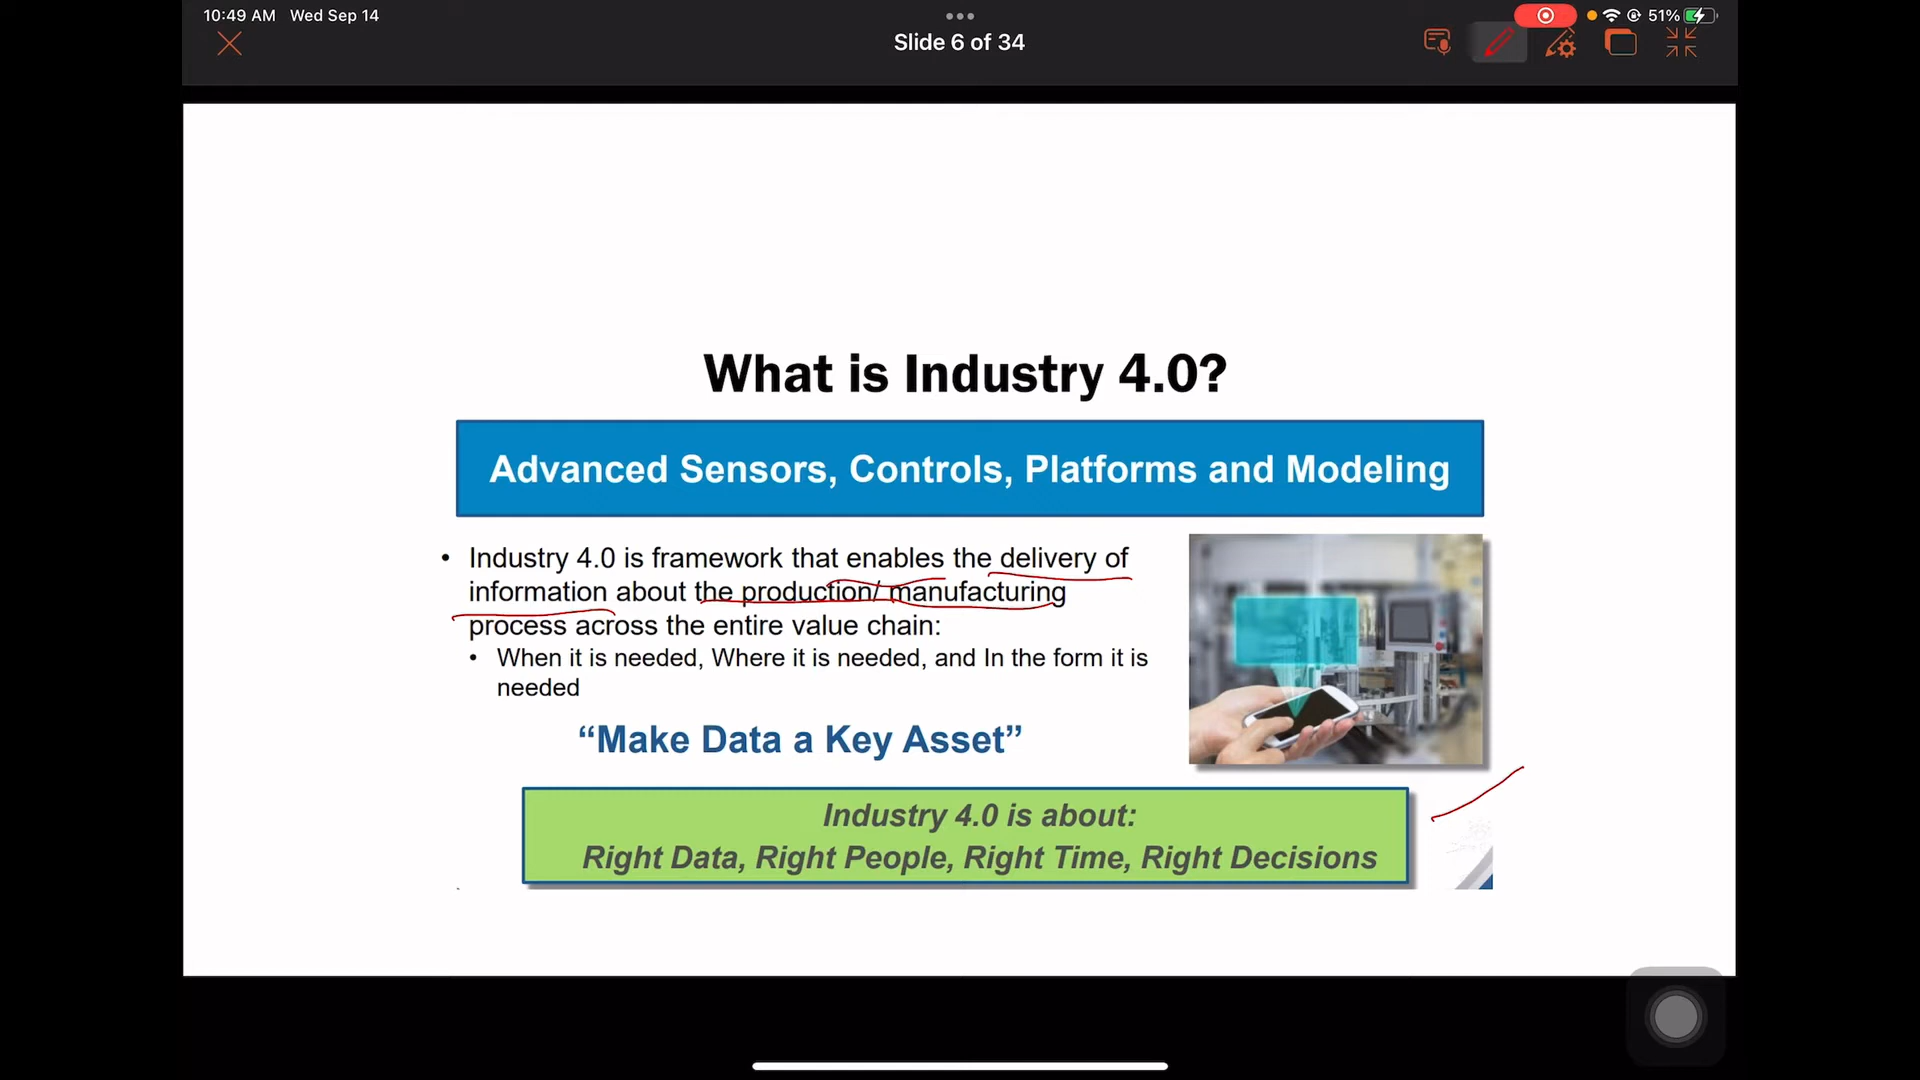 10:49 AM Wed Sep 14
51%
Slide 6 of 34
What is Industry 4.0?
Advanced Sensors, Controls, Platforms and Modeling
• Industry 4.0 is framework that enables the delivery of
information about the production/ manufacturing
process across the entire value chain:
• When it is needed, Where it is needed, and In the form it is
needed
“Make Data a Key Asset”
Industry 4.0 is about:
Right Data, Right People, Right Time, Right Decisions